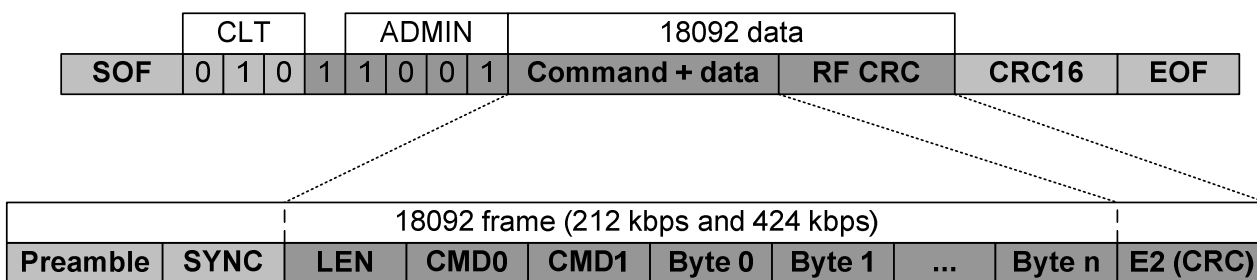 CLT ADMIN 18092 data
SOF 0 1 0 1 1 0 0 1 Command + data RF CRC CRC16 EOF
18092 frame (212 kbps and 424 kbps)
Preamble SYNC LEN CMD0 CMD1 Byte 0 Byte 1 ... Byte n E2 (CRC)